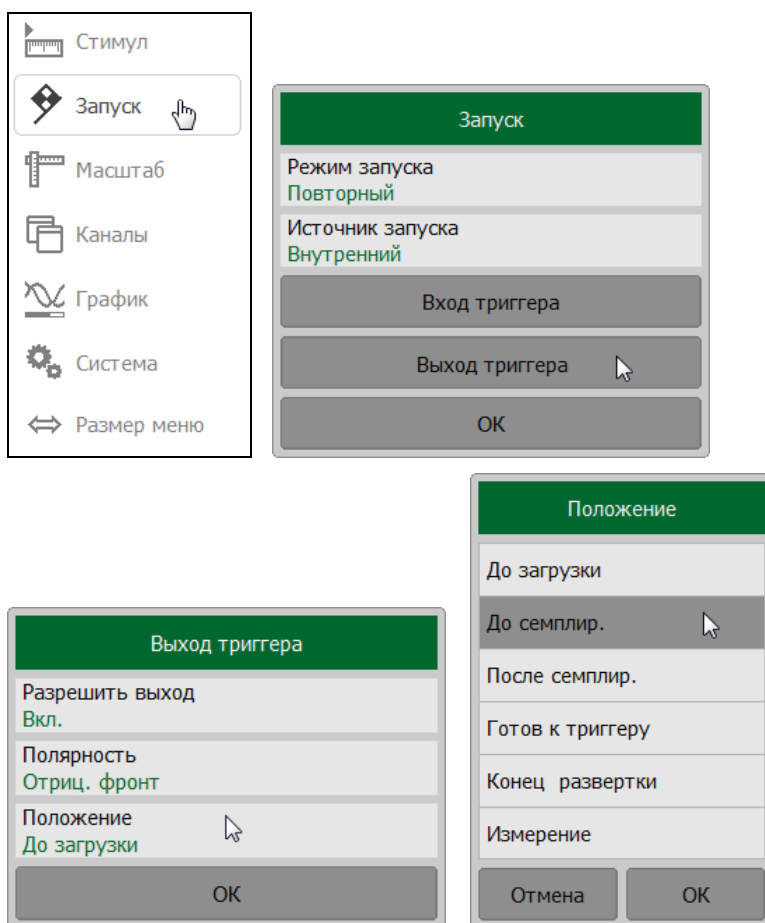 Стимул
Запуск
Масштаб
Каналы
График
Система
Размер меню
Запуск
Режим запуска
Повторный
Источник запуска
Внутренний
Вход триггера
Выход триггера
ОК
Выход триггера
Разрешить выход
Вкл.
Полярность
Отриц. фронт
Положение
До загрузки
ОК
Положение
До загрузки
До семплир.
После семплир.
Готов к триггеру
Конец развертки
Измерение
Отмена
ОК